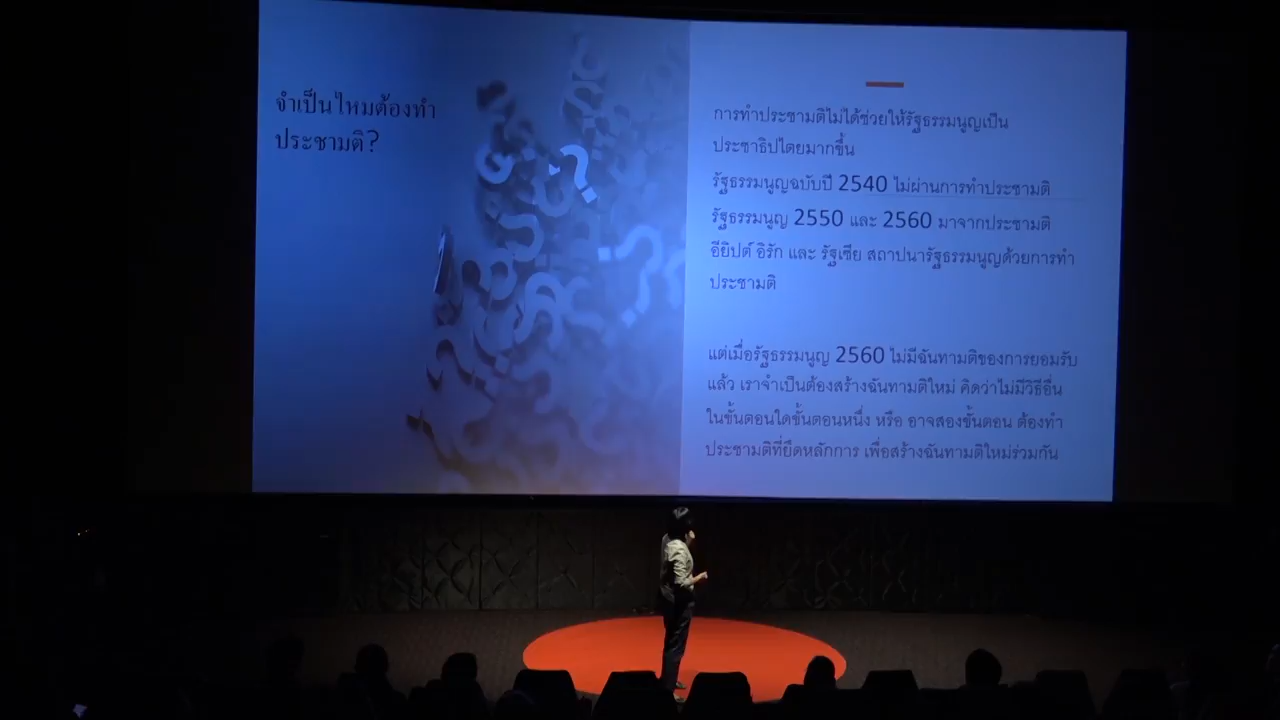 จำเป็นไหมต้องทำ
ประชามติ?
การทำประชามติไม่ได้ช่วยให้รัฐธรรมนูญเป็น
ประชาธิปไตยมากขึ้น
รัฐธรรมนูญฉบับปี 2540 ไม่ผ่านการทำประชามติ
รัฐธรรมนูญ 2550 และ 2560 มาจากประชามติ
อียิปต์ อิรัก และ รัฐเซีย สถาปนารัฐธรรมนูญด้วยการทำ
ประชามติ
แต่เมื่อรัฐธรรมนูญ 2560 ไม่มีฉันทามติของการยอมรับ
แล้ว เราจำเป็นต้องสร้างฉันทามติใหม่ คิดว่าไม่มีวิธีอื่น
ในขั้นตอนใดขั้นตอนหนึ่ง หรือ อาจสองขั้นตอน ต้องทำ
ประชามติที่ยึดหลักการ เพื่อสร้างฉันทามติใหม่ร่วมกัน